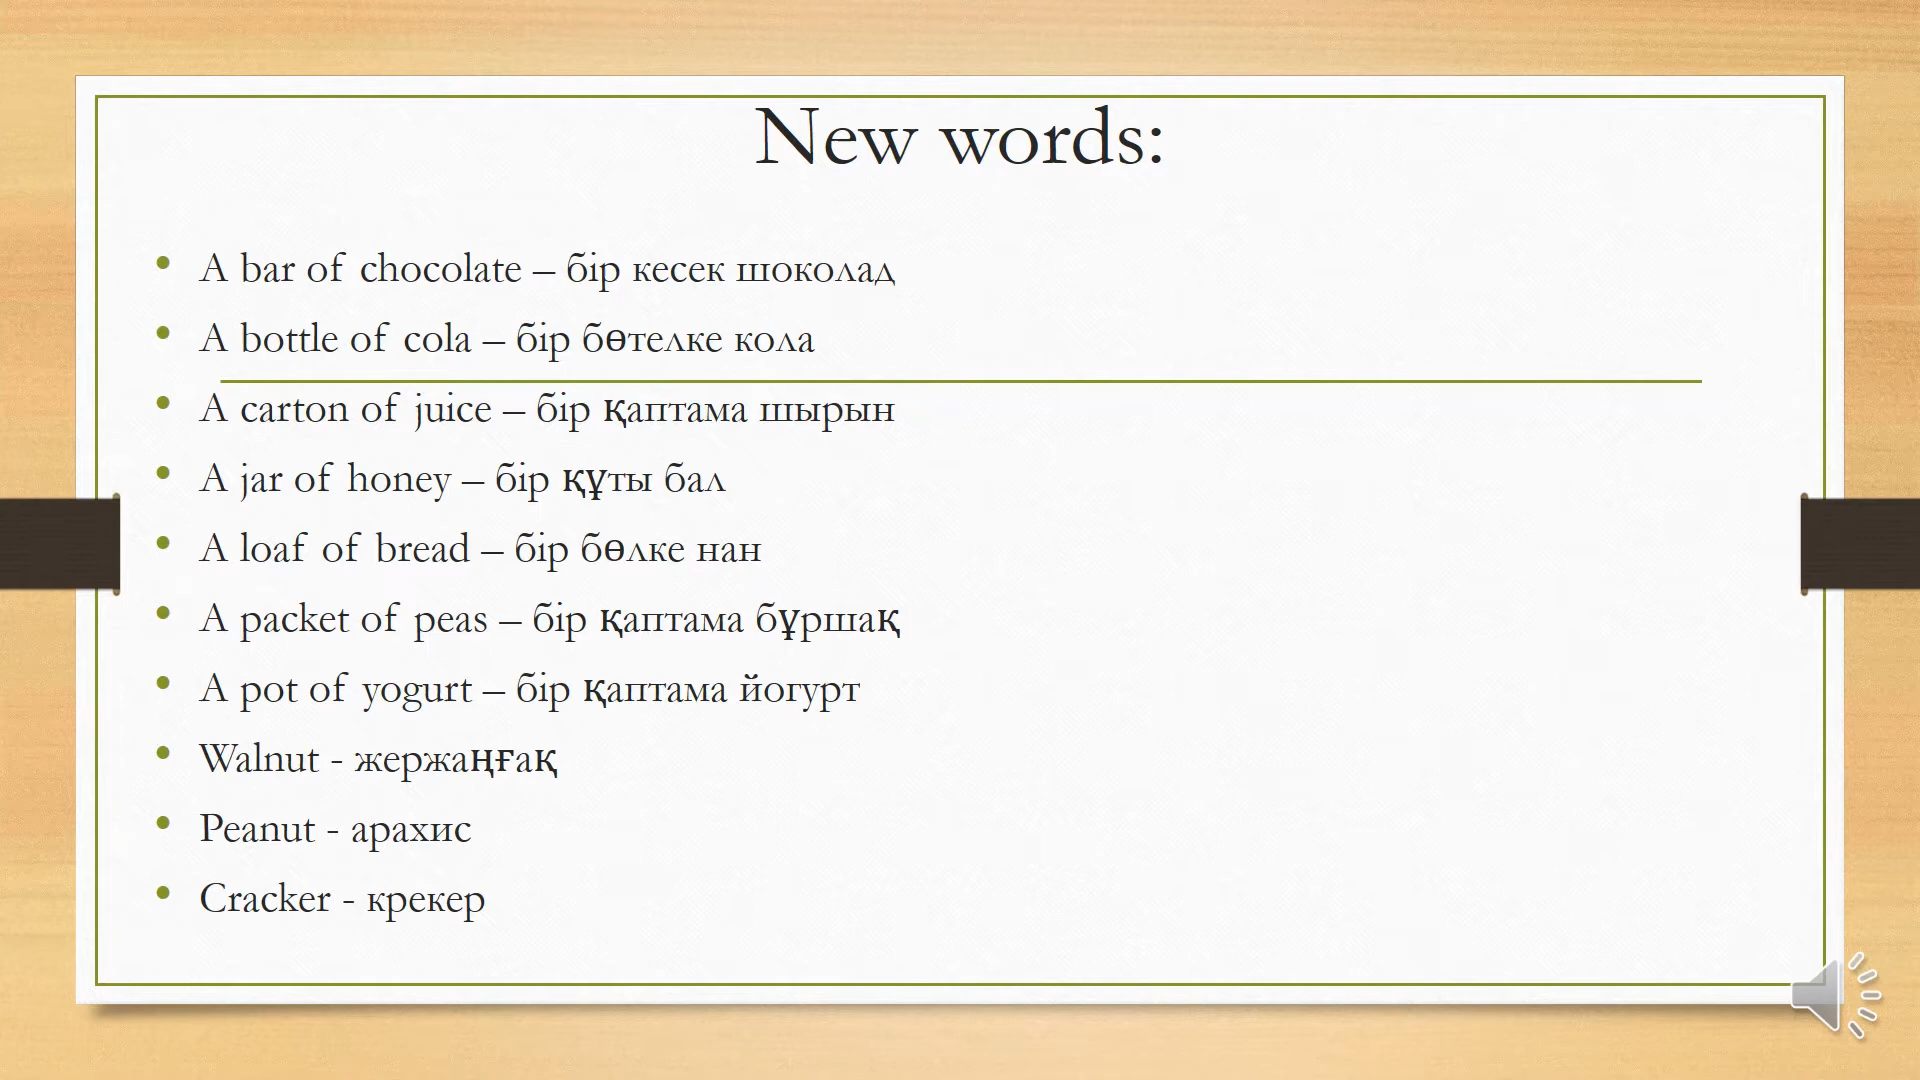 New words:
• A bar of chocolate – бір кесек шоколад
• A bottle of cola – бір бөтелке кола
• A carton of juice – бір қаптама шырын
• A jar of honey – бір құты бал
• A loaf of bread – бір бөлке нан
• A packet of peas – бір қаптама бұршақ
• A pot of yogurt – бір қаптама йогурт
• Walnut - жержаңғақ
• Peanut - арахис
• Cracker - крекер